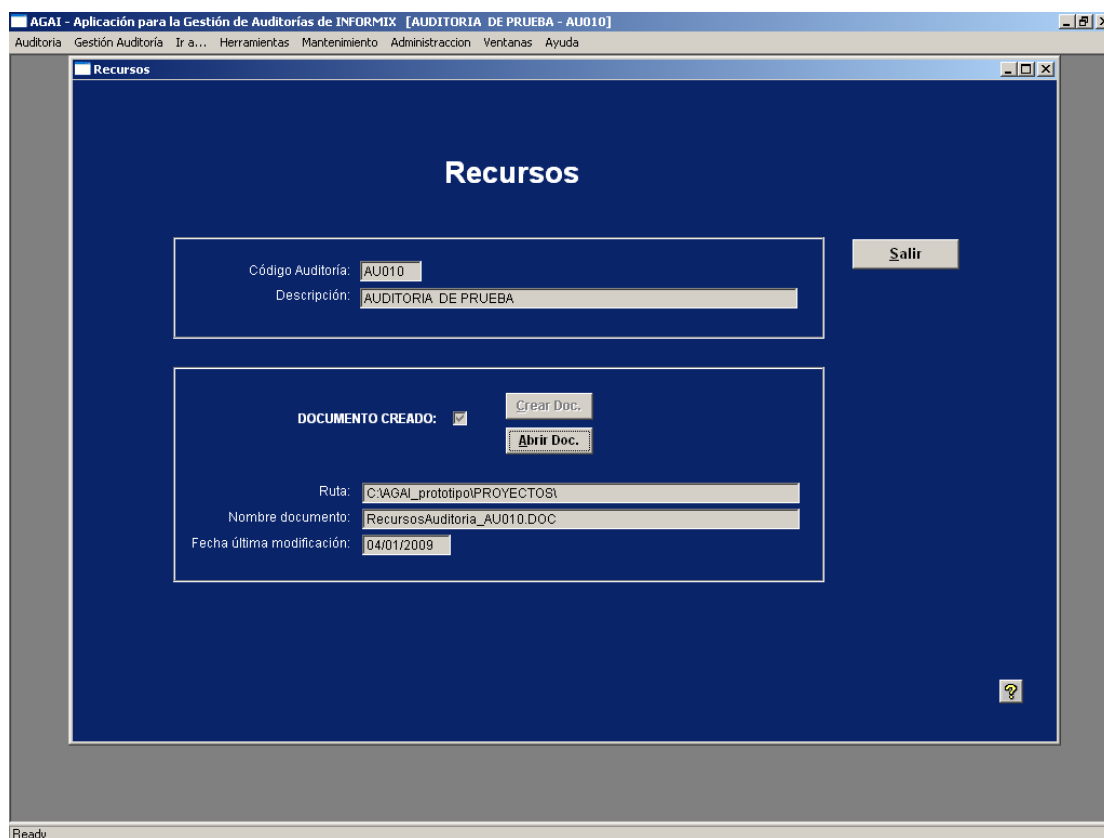 AGAI - Aplicación para la Gestión de Auditorías de INFORMIX [AUDITORIA DE PRUEBA - AU010]
Auditoria Gestión Auditoría Ir a... Herramientas Mantenimiento Administraccion Ventanas Ayuda
Recursos
Recursos
Salir
Código Auditoría: AU010
Descripción: AUDITORIA DE PRUEBA
Crear Doc.
DOCUMENTO CREADO:
Abrir Doc.
Ruta: C:\AGAI_prototipo\PROYECTOS\
Nombre documento: RecursosAuditoria_AU010.DOC
Fecha última modificación: 04/01/2009
?
Ready